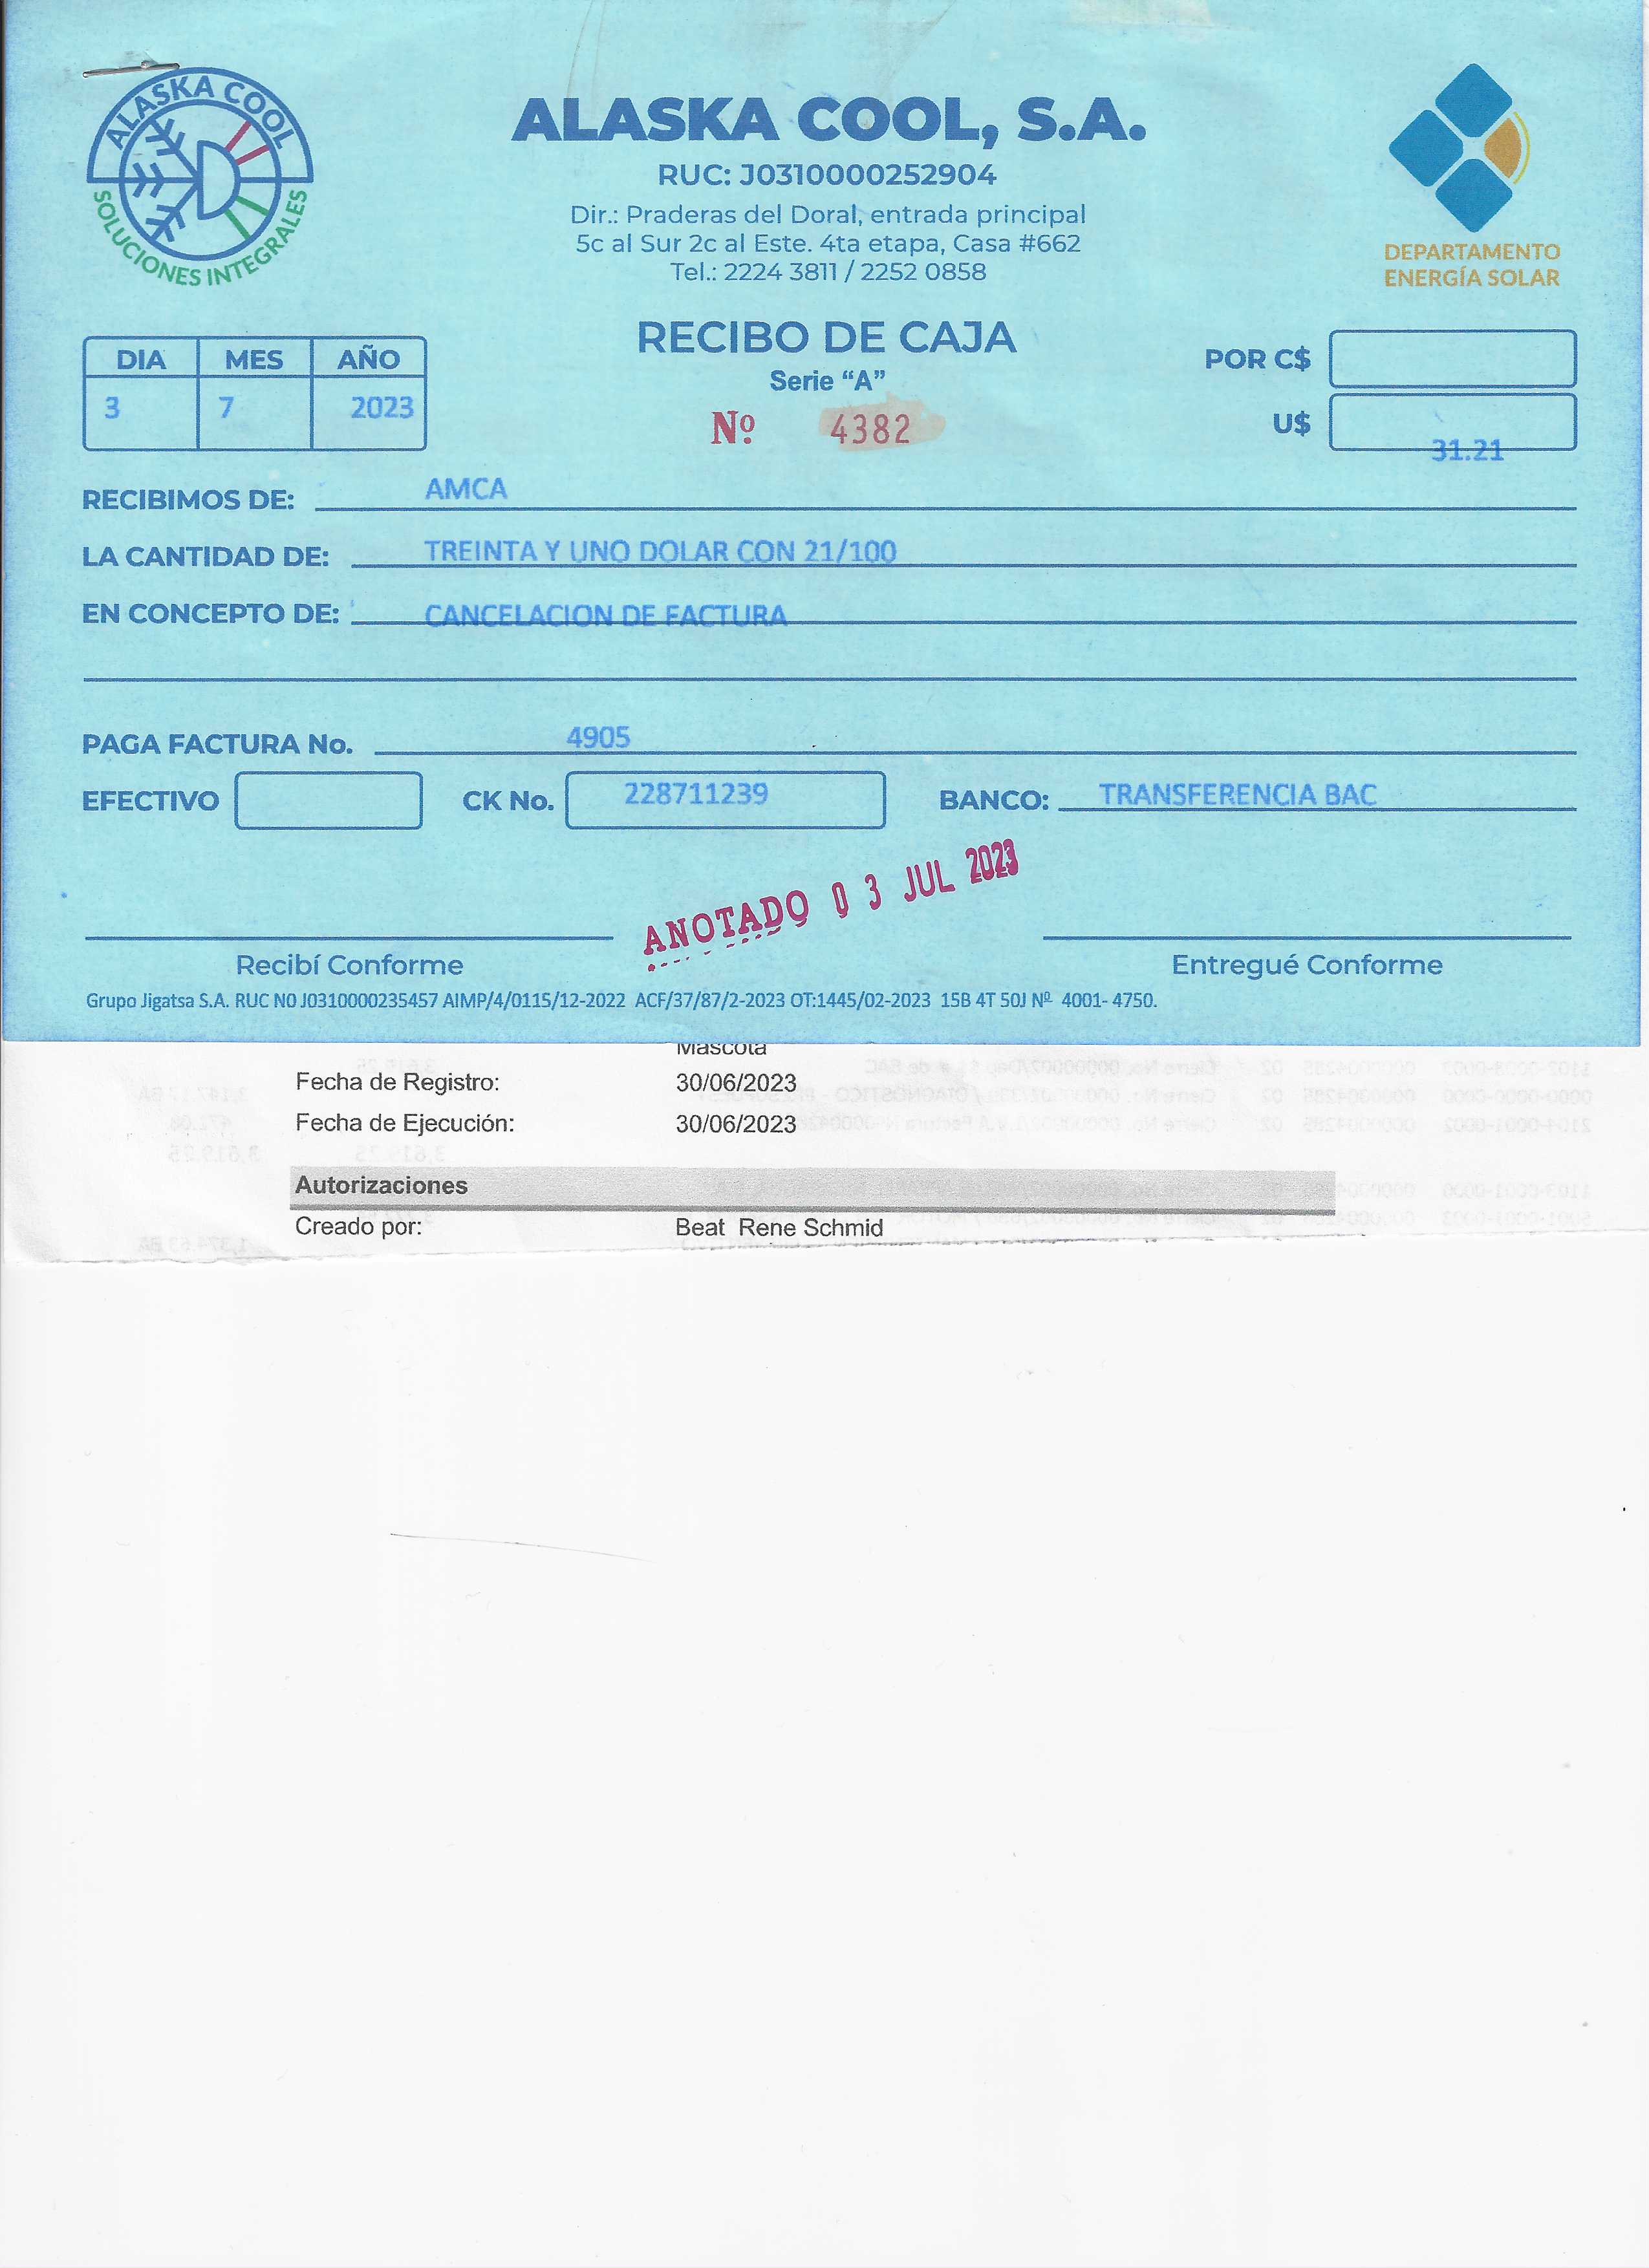 ALASKA COOL
SOLUCIONES INTEGRALES
ALASKA COOL, S.A.
RUC: J0310000252904
Dir.: Praderas del Doral, entrada principal
5c al Sur 2c al Este. 4ta etapa, Casa #662
Tel.: 2224 3811 / 2252 0858
DEPARTAMENTO
ENERGÍA SOLAR
RECIBO DE CAJA
Serie “A”
Nº 4382
DIA MES AÑO
3 7 2023
POR C$
U$ 31.21
RECIBIMOS DE: AMCA
LA CANTIDAD DE: TREINTA Y UNO DOLAR CON 21/100
EN CONCEPTO DE: CANCELACION DE FACTURA
PAGA FACTURA No. 4905
EFECTIVO CK No. 228711239 BANCO: TRANSFERENCIA BAC
ANOTADO 03 JUL 2023
Recibí Conforme Entregué Conforme
Grupo Jigatsa S.A. RUC N0 J0310000235457 AIMP/4/0115/12-2022 ACF/37/87/2-2023 OT:1445/02-2023 15B 4T 50J Nº 4001- 4750.
Mascota
Fecha de Registro: 30/06/2023
Fecha de Ejecución: 30/06/2023
Autorizaciones
Creado por: Beat Rene Schmid